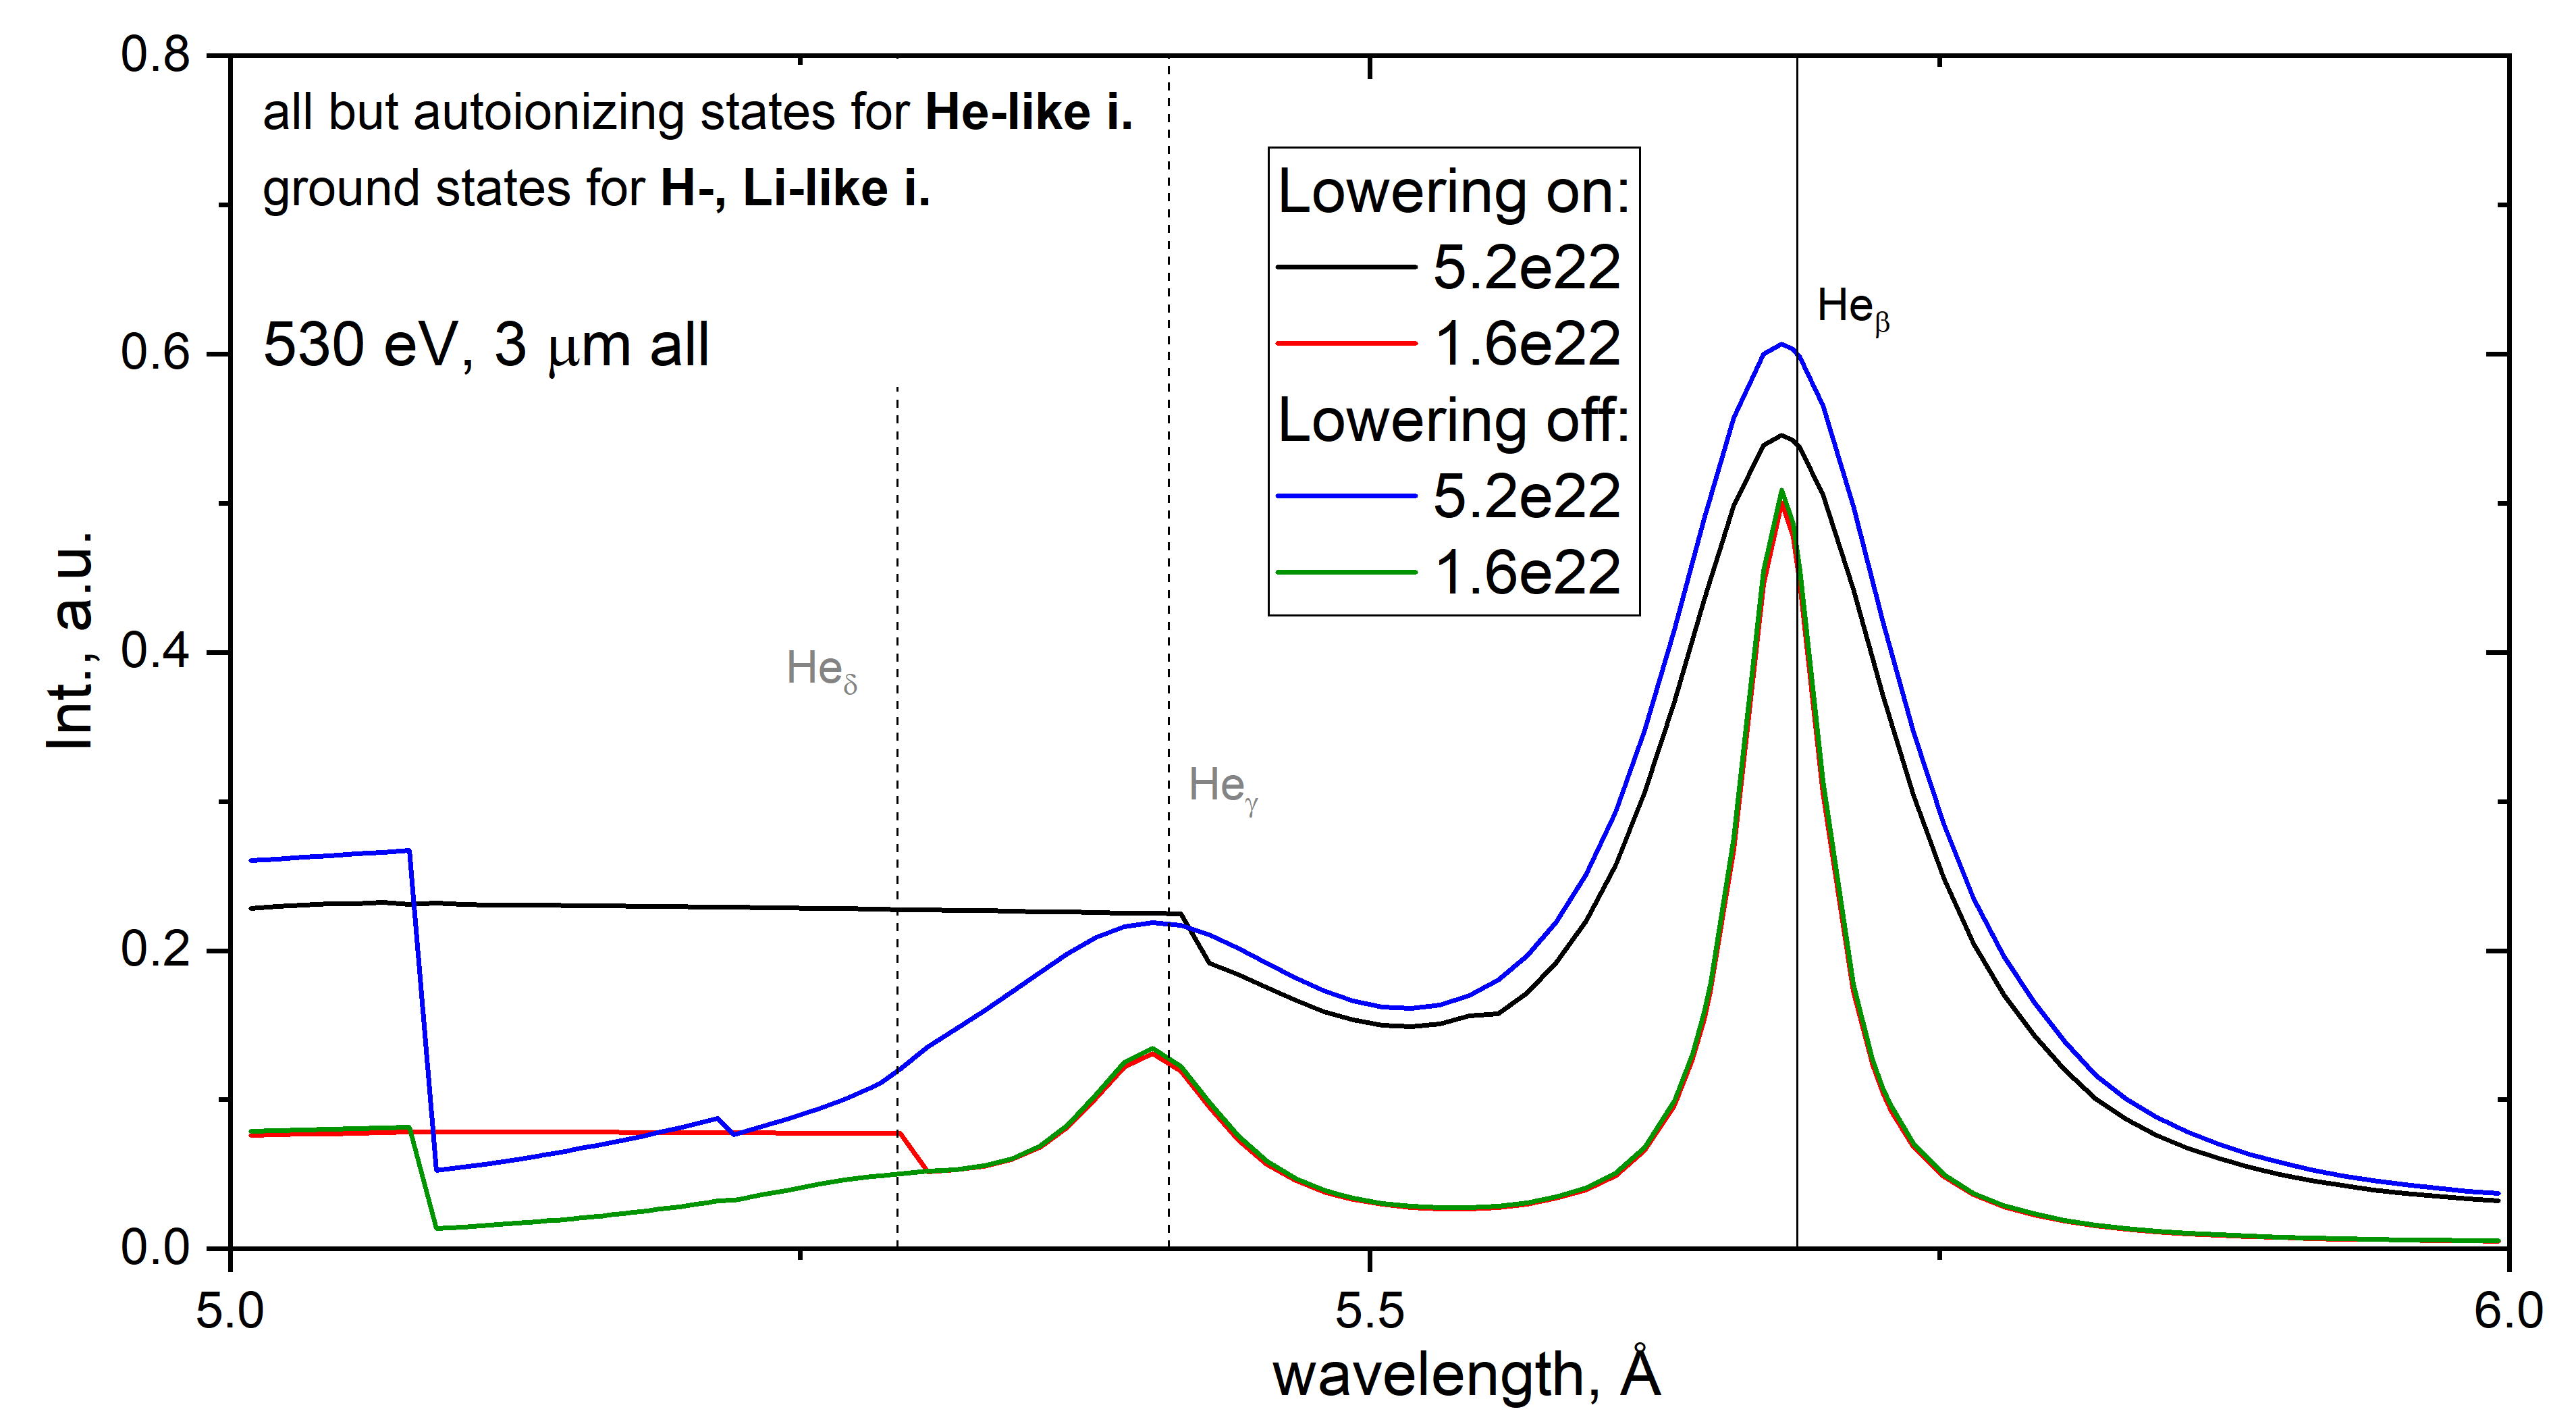 0.8
0.6
0.4
0.2
0.0
Int., a.u.
all but autoionizing states for He-like i.
ground states for H-, Li-like i.
530 eV, 3 μm all
Lowering on:
5.2e22
1.6e22
Lowering off:
5.2e22
1.6e22
Heβ
Heδ
Heγ
5.0
5.5
6.0
wavelength, Å